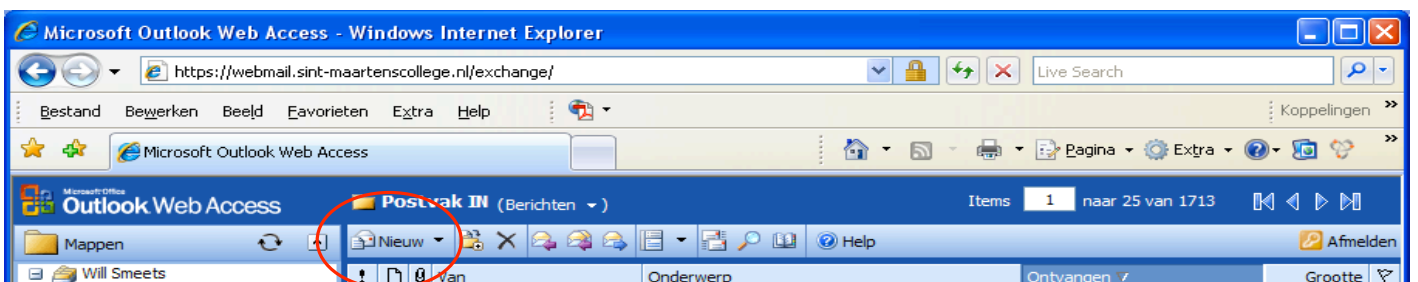 Microsoft Outlook Web Access - Windows Internet Explorer
https://webmail.sint-maartenscollege.nl/exchange/
Live Search
Bestand Bewerken Beeld Favorieten Extra Help
Koppelingen »
Microsoft Outlook Web Access
Pagina Extra »
Microsoft Office
Outlook Web Access
Postvak IN (Berichten )
Items 1 naar 25 van 1713
Mappen
Nieuw
Help
Afmelden
Will Smeets
Van Onderwerp Ontvangen Grootte